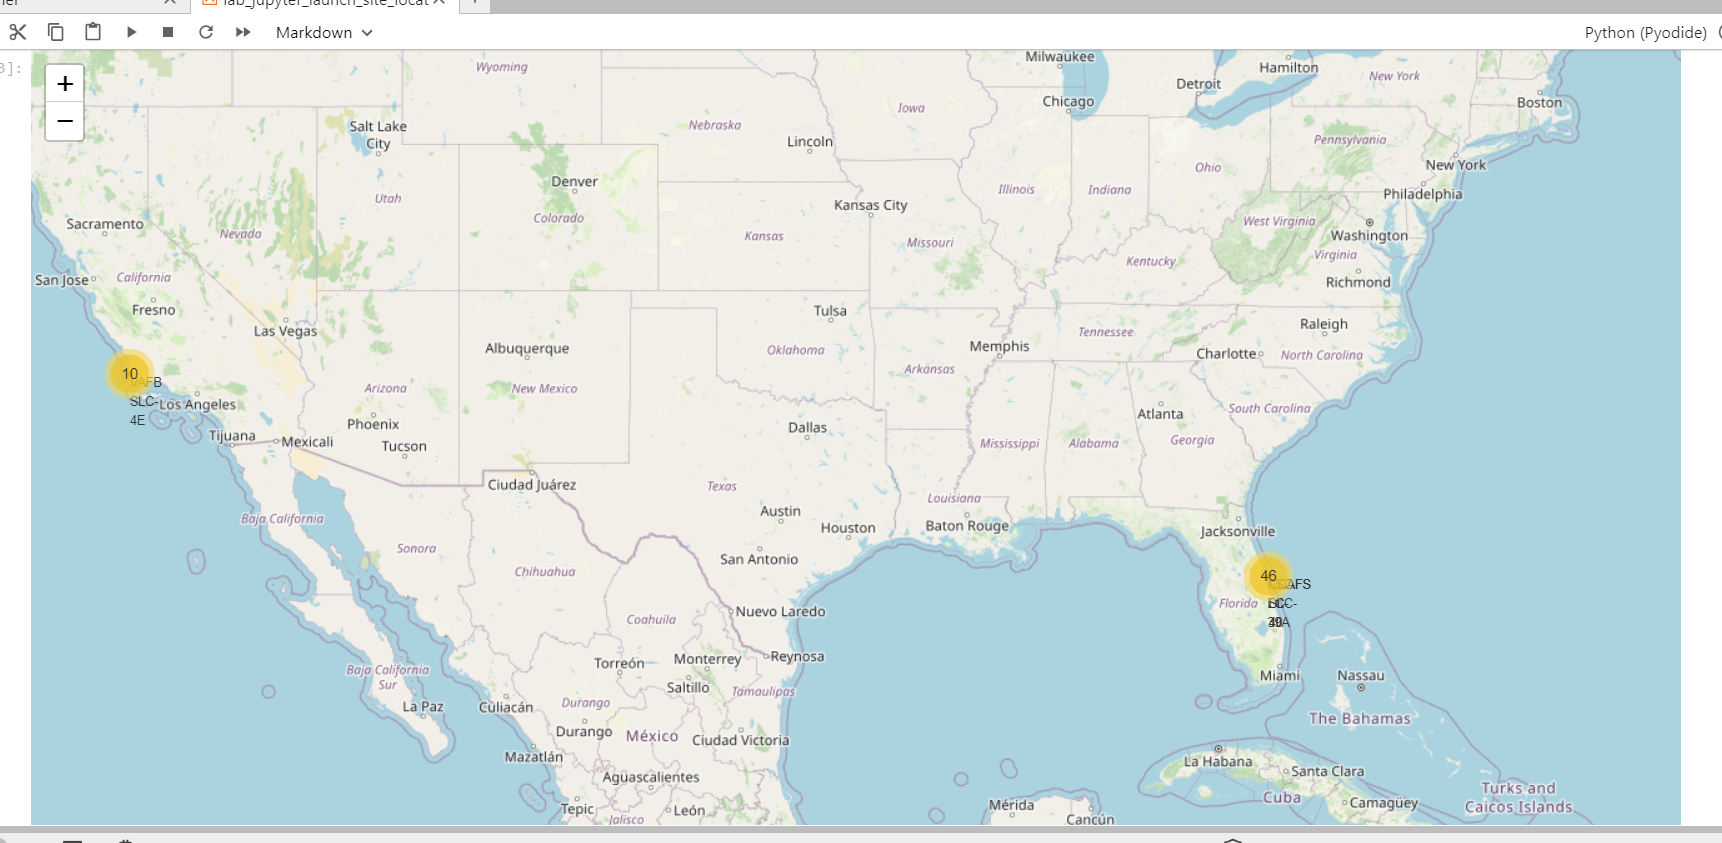 lab_jupyter_launch_site_locat
Markdown
Python (Pyodide)
3]:
+
−
Wyoming
Milwaukee
Hamilton
New York
Detroit
Chicago
Boston
Iowa
Salt Lake
City
Nebraska
Lincoln
Pennsylvania
New York
Ohio
Denver
Utah
Illinois
Indiana
Philadelphia
Kansas City
Colorado
Sacramento
West Virginia
Nevada
Kansas
Missouri
Washington
Virginia
Kentucky
San Jose
California
Richmond
Fresno
Las Vegas
Tulsa
Raleigh
Tennessee
Albuquerque
Oklahoma
Memphis
Charlotte
North Carolina
10
VAFB
SLC-
4E
Los Angeles
Arizona
New Mexico
Arkansas
South Carolina
Phoenix
Atlanta
Dallas
Tijuana
Mexicali
Tucson
Mississippi
Alabama
Georgia
Ciudad Juárez
Texas
Louisiana
Baja California
Austin
Houston
Baton Rouge
Jacksonville
Sonora
San Antonio
Chihuahua
46
Florida
Coahuila
Nuevo Laredo
Torreón
Monterrey
Reynosa
Baja California
Sur
Saltillo
Tamaulipas
Miami
Nassau
La Paz
Culiacán
Durango
Durango
México
Ciudad Victoria
The Bahamas
Mazatlán
Aguascalientes
La Habana
Santa Clara
Tepic
León
Jalisco
Mérida
Cancún
Cuba
Camagüey
Turks and
Caicos Islands